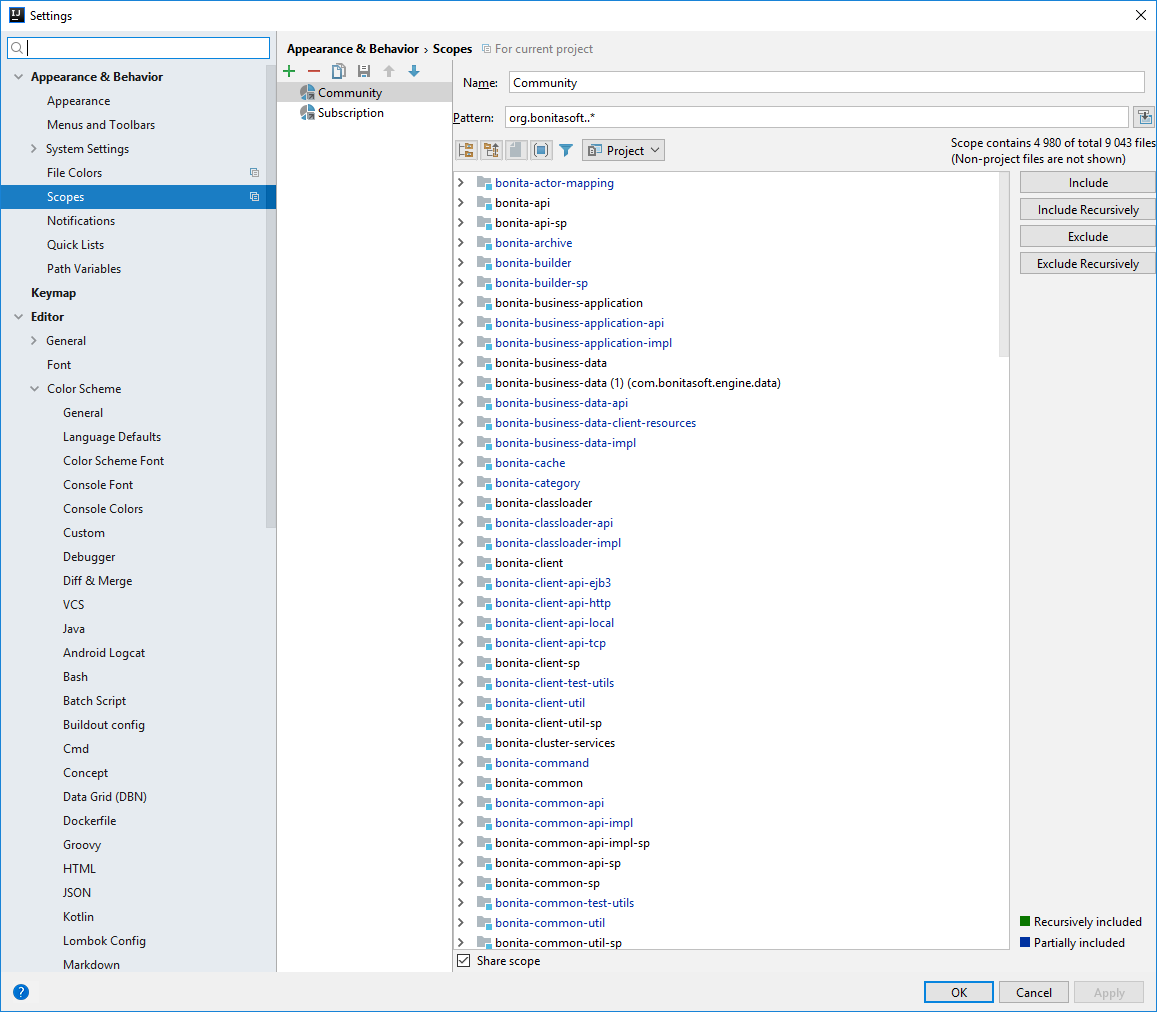 Settings
Appearance & Behavior
Appearance
Menus and Toolbars
System Settings
File Colors
Scopes
Notifications
Quick Lists
Path Variables
Keymap
Editor
General
Font
Color Scheme
General
Language Defaults
Color Scheme Font
Console Font
Console Colors
Custom
Debugger
Diff & Merge
VCS
Java
Android Logcat
Bash
Batch Script
Buildout config
Cmd
Concept
Data Grid (DBN)
Dockerfile
Groovy
HTML
JSON
Kotlin
Lombok Config
Markdown
Appearance & Behavior › Scopes For current project
Community
Subscription
Name: Community
Pattern: org.bonitasoft..*
Project
Scope contains 4 980 of total 9 043 files
(Non-project files are not shown)
bonita-actor-mapping
bonita-api
bonita-api-sp
bonita-archive
bonita-builder
bonita-builder-sp
bonita-business-application
bonita-business-application-api
bonita-business-application-impl
bonita-business-data
bonita-business-data (1) (com.bonitasoft.engine.data)
bonita-business-data-api
bonita-business-data-client-resources
bonita-business-data-impl
bonita-cache
bonita-category
bonita-classloader
bonita-classloader-api
bonita-classloader-impl
bonita-client
bonita-client-api-ejb3
bonita-client-api-http
bonita-client-api-local
bonita-client-api-tcp
bonita-client-sp
bonita-client-test-utils
bonita-client-util
bonita-client-util-sp
bonita-cluster-services
bonita-command
bonita-common
bonita-common-api
bonita-common-api-impl
bonita-common-api-impl-sp
bonita-common-api-sp
bonita-common-sp
bonita-common-test-utils
bonita-common-util
bonita-common-util-sp
Include
Include Recursively
Exclude
Exclude Recursively
Recursively included
Partially included
Share scope
?
OK
Cancel
Apply